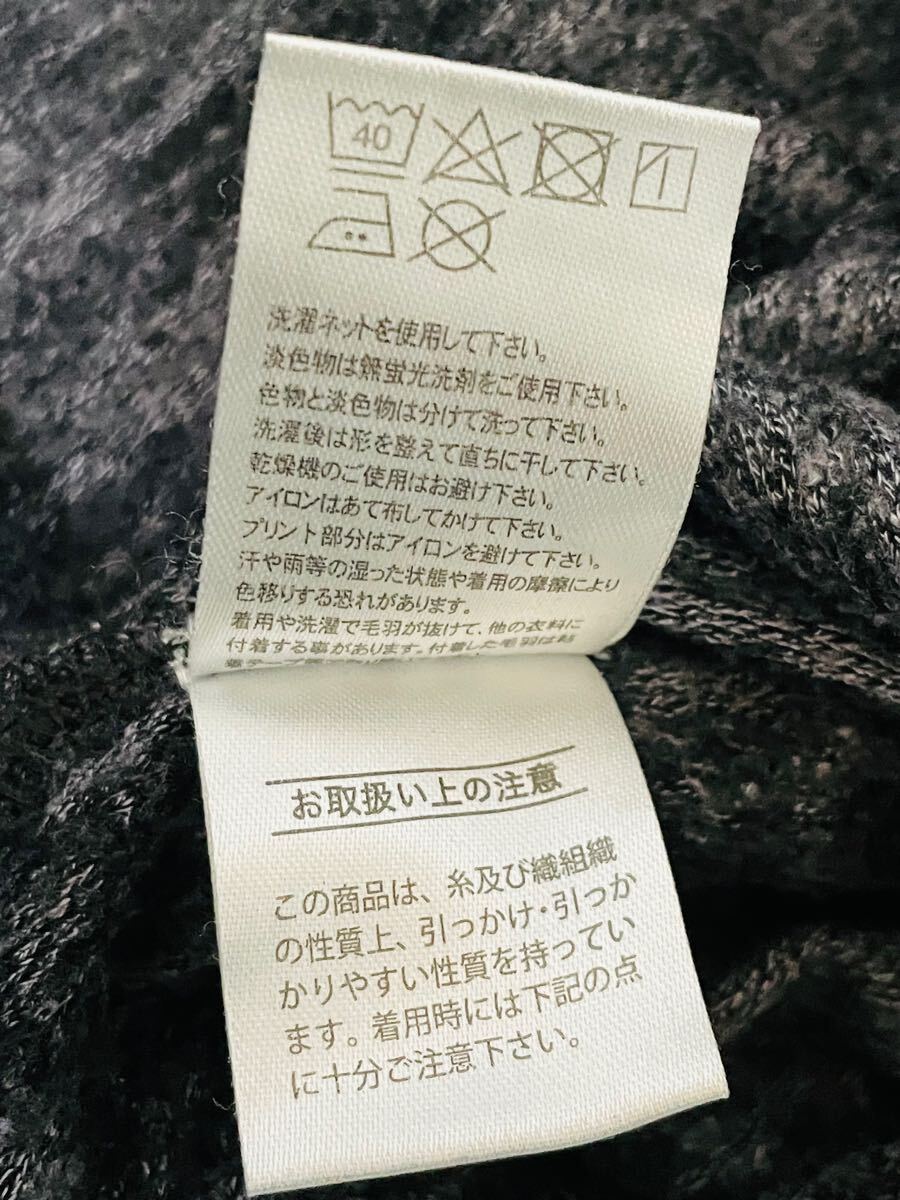 40
洗濯ネットを使用して下さい。
淡色物は無蛍光洗剤をご使用下さい。
色物と淡色物は分けて洗って下さい。
洗濯後は形を整えて直ちに干して下さい。
乾燥機のご使用はお避け下さい。
アイロンはあて布してかけて下さい。
プリント部分はアイロンを避けて下さい。
汗や雨等の湿った状態や着用の摩擦により
色移りする恐れがあります。
着用や洗濯で毛羽が抜けて、他の衣料に
付着する事があります。付着した毛羽は粘
着テープ
お取扱い上の注意
この商品は、糸及び織組織
の性質上、引っかけ・引っか
かりやすい性質を持ってい
ます。着用時には下記の点
に十分ご注意下さい。